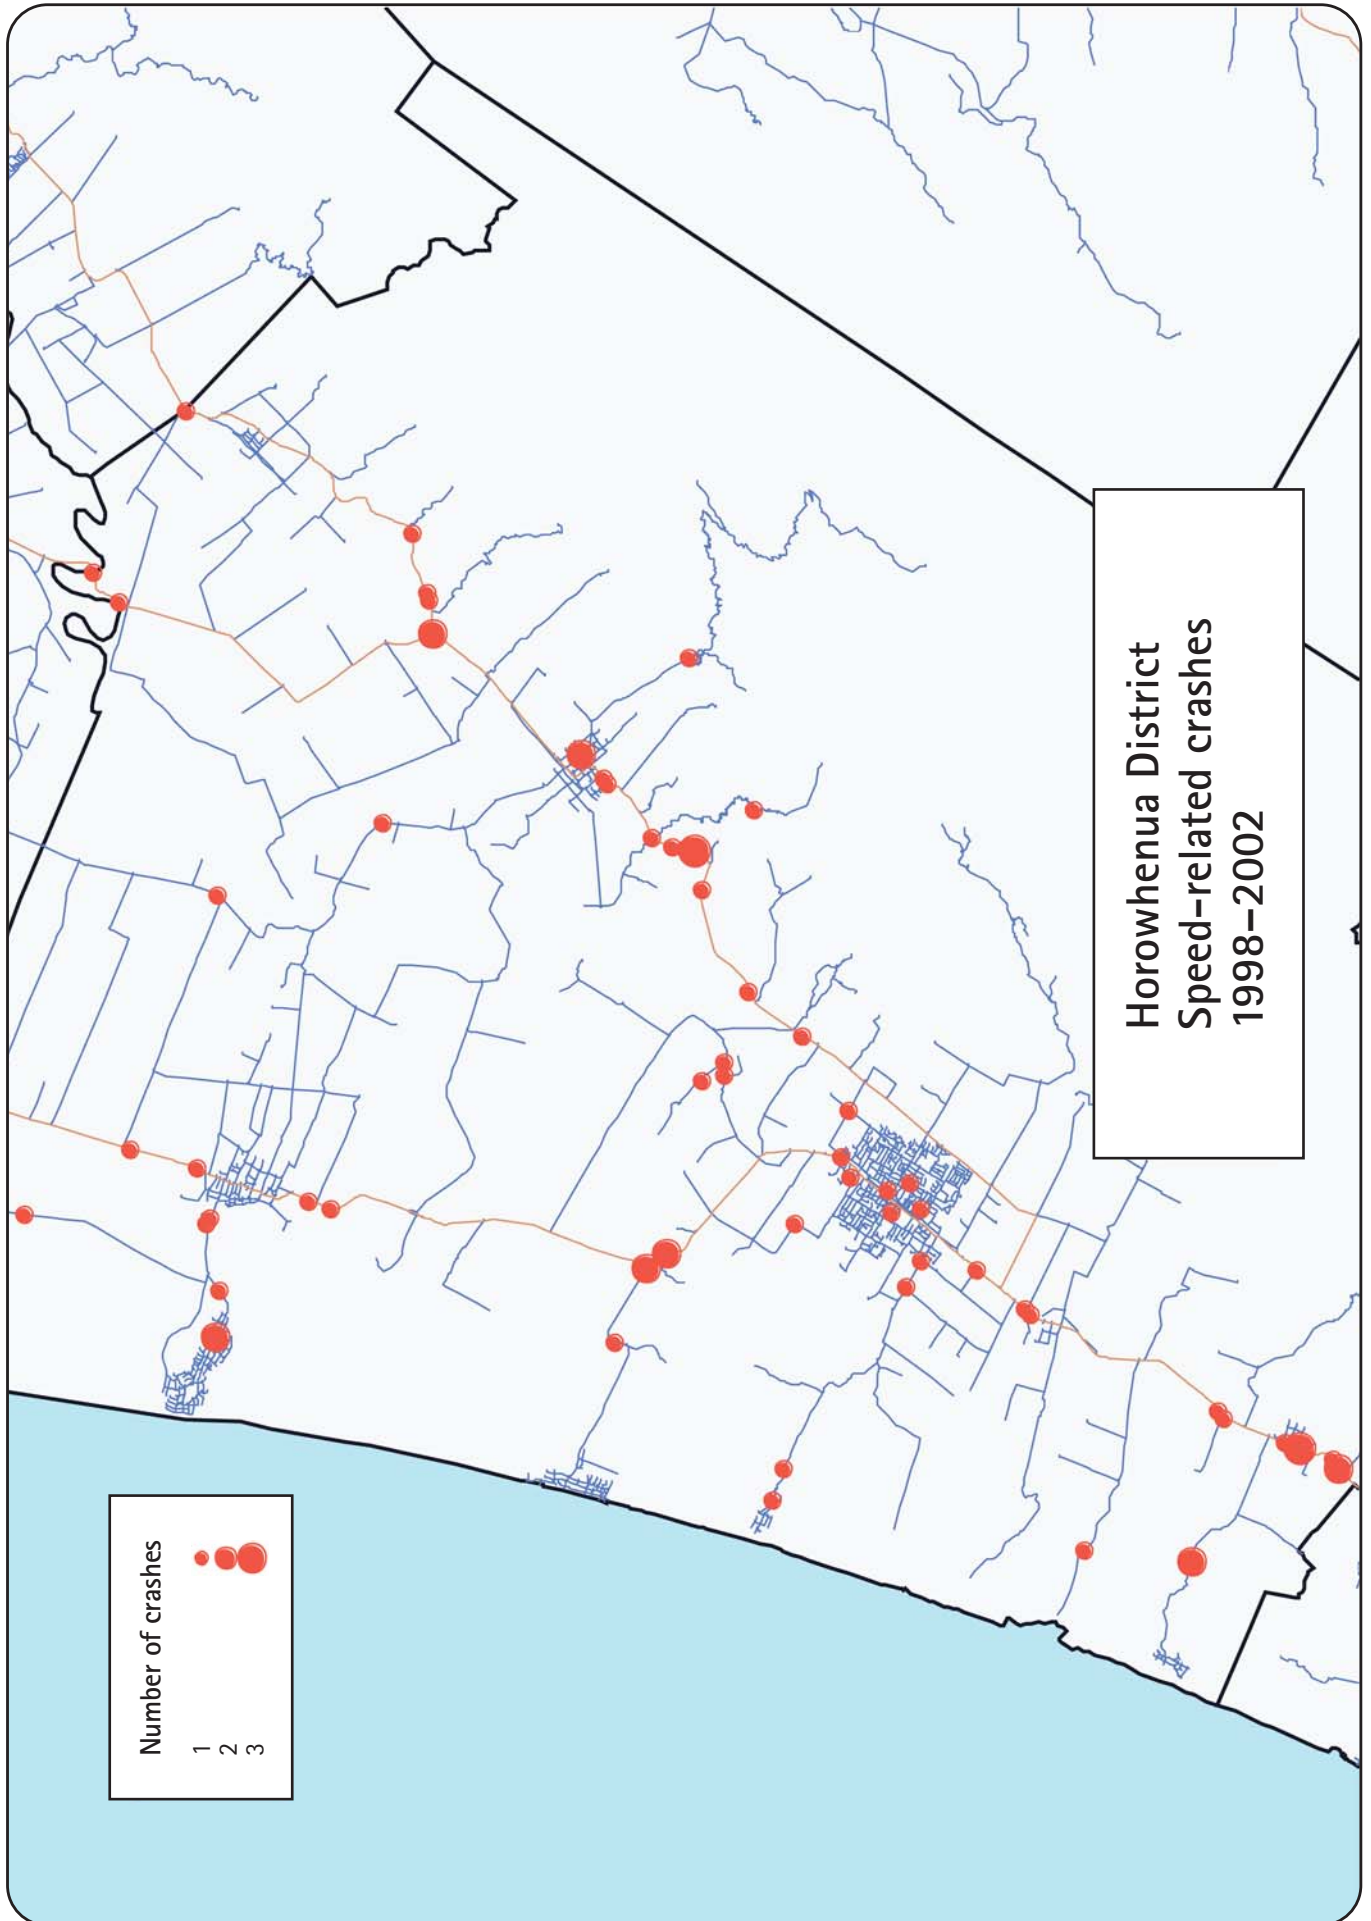 Number of crashes
1
2
3
Horowhenua District
Speed-related crashes
1998–2002